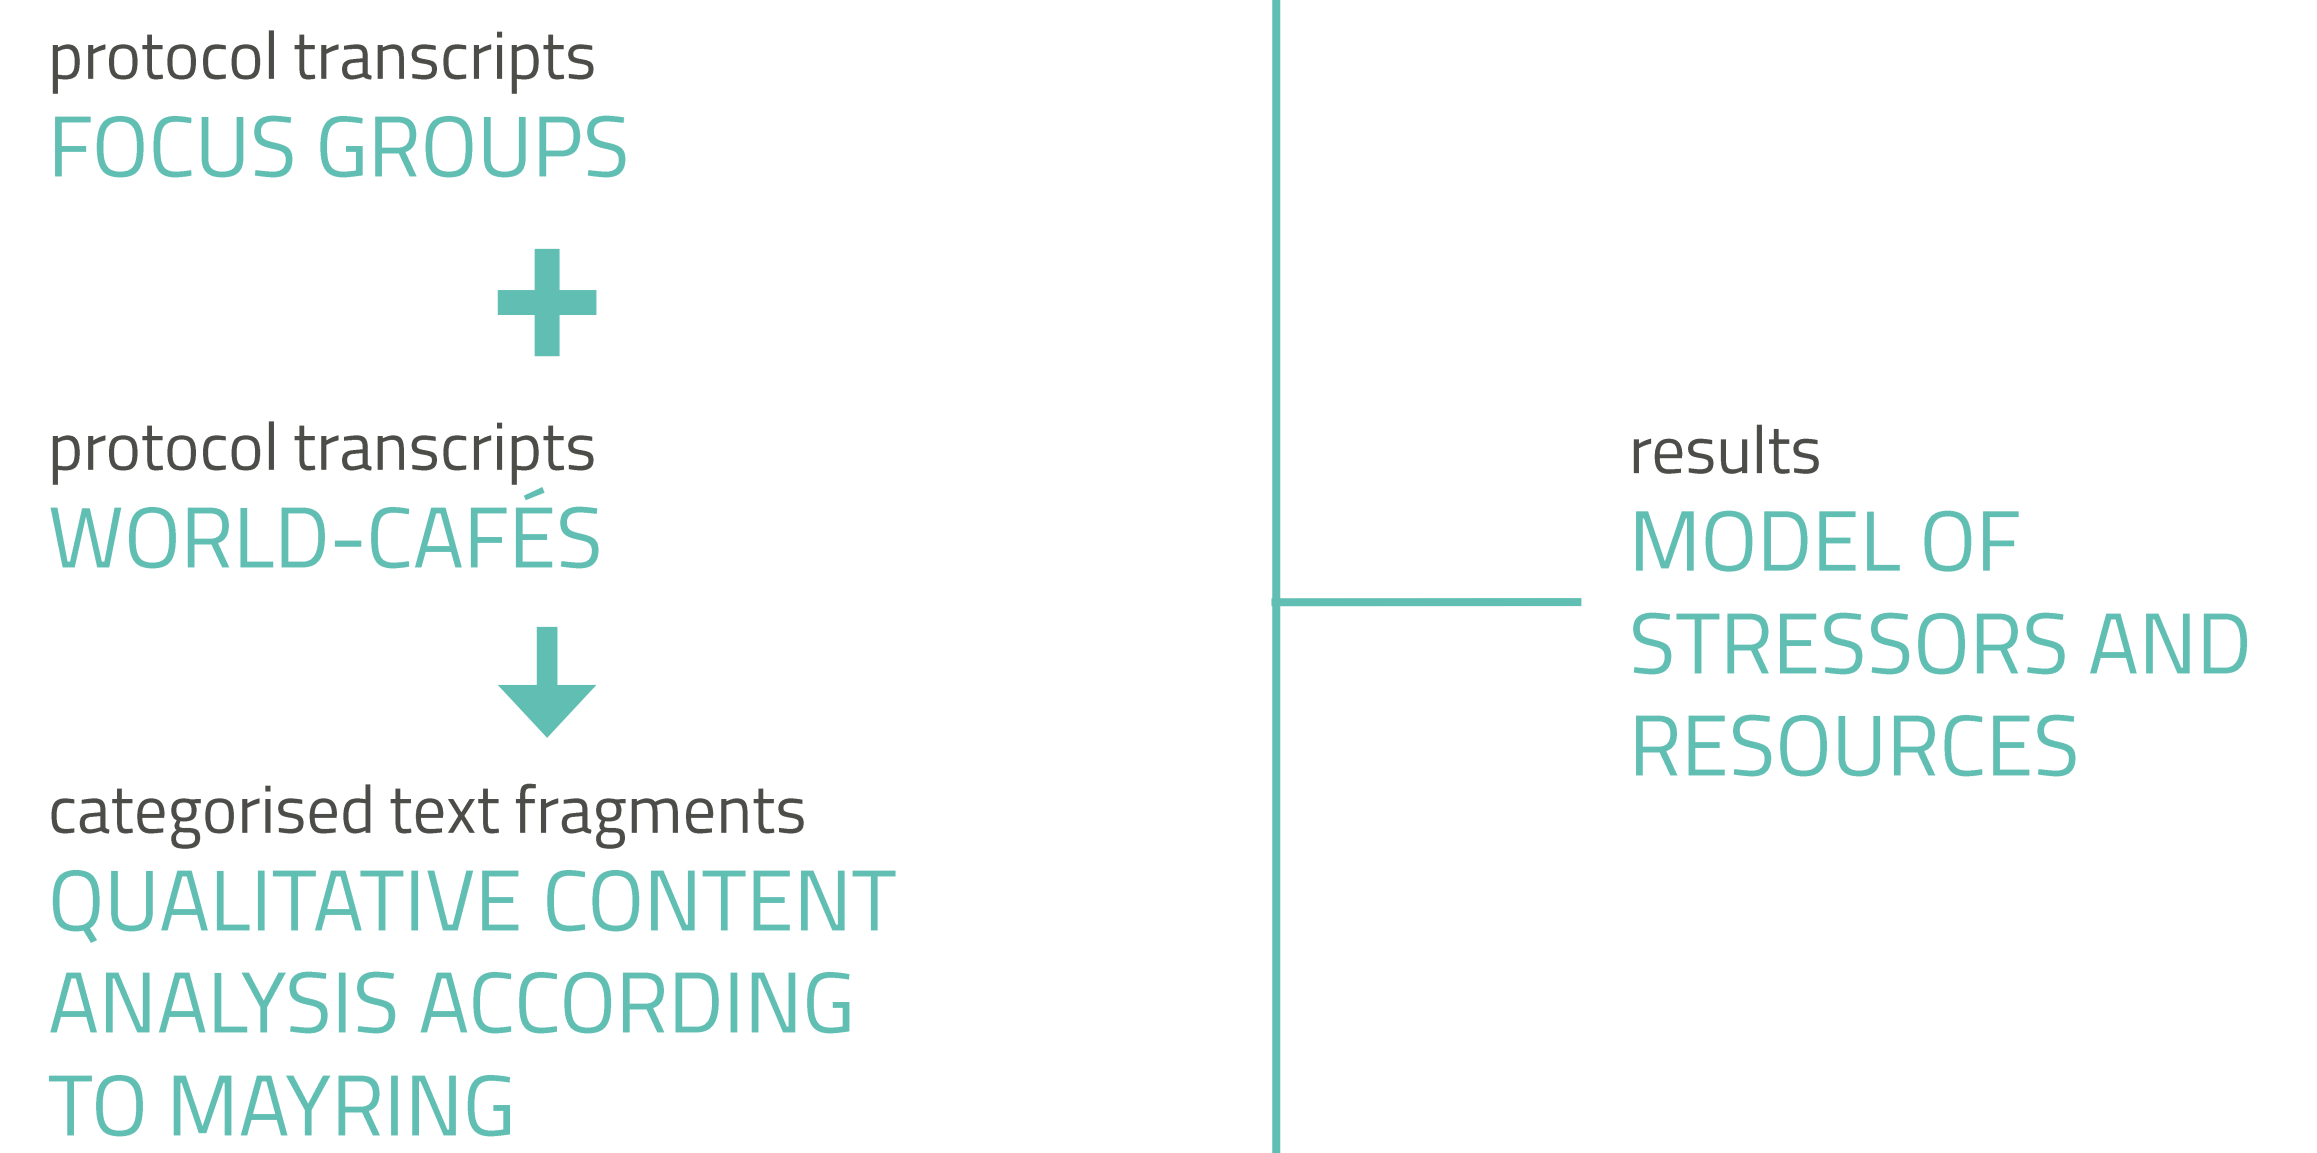 protocol transcripts
FOCUS GROUPS
protocol transcripts
WORLD-CAFÉS
categorised text fragments
QUALITATIVE CONTENT
ANALYSIS ACCORDING
TO MAYRING
results
MODEL OF
STRESSORS AND
RESOURCES